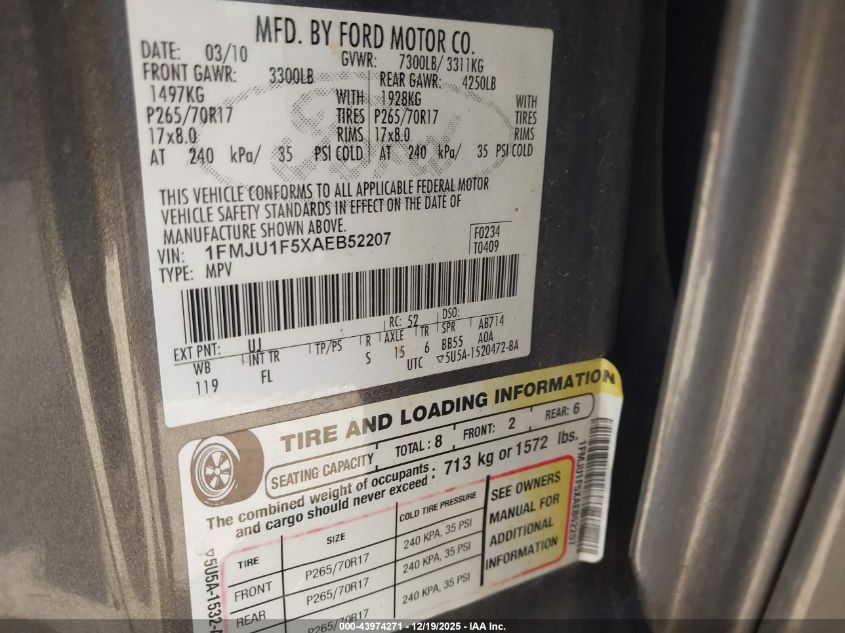 MFD. BY FORD MOTOR CO.
DATE: 03/10 GVWR: 7300LB/ 3311KG
FRONT GAWR: 3300LB REAR GAWR: 4250LB
1497KG WITH 1928KG WITH
P265/70R17 TIRES P265/70R17 TIRES
17x8.0 RIMS 17x8.0 RIMS
AT 240 kPa/ 35 PSI COLD AT 240 kPa/ 35 PSI COLD
THIS VEHICLE CONFORMS TO ALL APPLICABLE FEDERAL MOTOR
VEHICLE SAFETY STANDARDS IN EFFECT ON THE DATE OF
MANUFACTURE SHOWN ABOVE.
VIN: 1FMJU1F5XAEB52207 F0234
TYPE: MPV T0409
EXT PNT: UJ RC: 52 DSO:
WB INT TR TP/PS R AXLE TR SPR AB714
119 FL S 15 6 BB55 A0A
UTC ▽5U5A-1520472-BA
TIRE AND LOADING INFORMATION
SEATING CAPACITY TOTAL: 8 FRONT: 2 REAR: 6
The combined weight of occupants and cargo should never exceed: 713 kg or 1572 lbs.
TIRE SIZE COLD TIRE PRESSURE
FRONT P265/70R17 240 KPA, 35 PSI
REAR P265/70R17 240 KPA, 35 PSI
P265/70R17 240 KPA, 35 PSI
SEE OWNERS
MANUAL FOR
ADDITIONAL
INFORMATION
1FMJU1F5XAEB52207
▽5U5A-1532
000-43974271 - 12/19/2025 - IAA Inc.